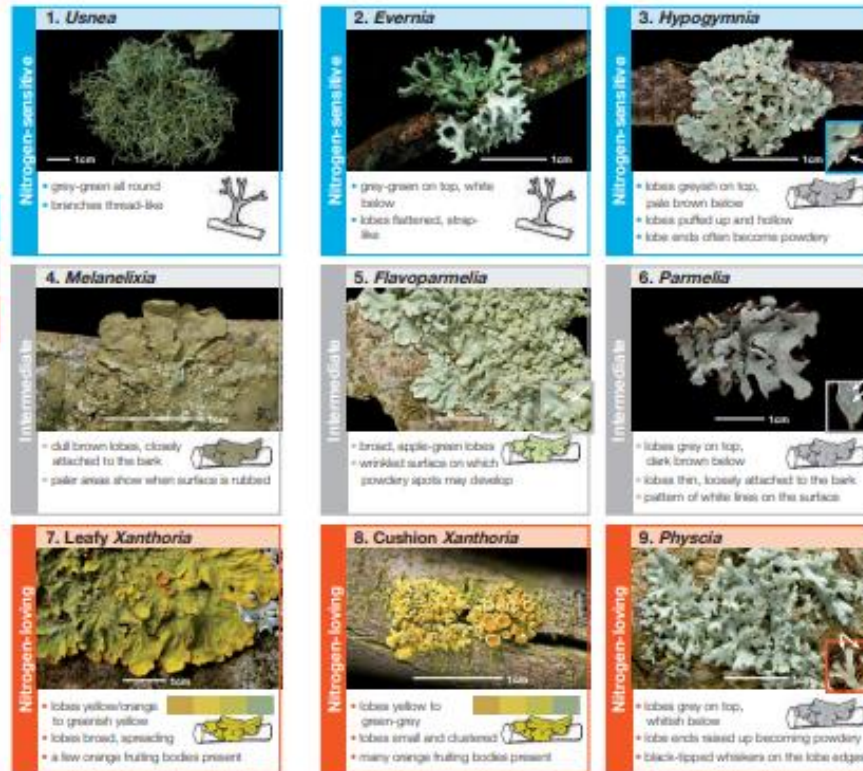 1. Usnea
Nitrogen-sensitive
1cm
• grey-green all round
• branches thread-like
2. Evernia
Nitrogen-sensitive
1cm
• grey-green on top, white
below
• lobes flattened, strap-
like
3. Hypogymnia
Nitrogen-sensitive
1cm
• lobes greyish on top,
pale brown below
• lobes puffed up and hollow
• lobe ends often become powdery
4. Melanelixia
Intermediate
1cm
• dull brown lobes, closely
attached to the bark
• paler areas show when surface is rubbed
5. Flavoparmelia
Intermediate
• broad, apple-green lobes
• wrinkled surface on which
powdery spots may develop
6. Parmelia
Intermediate
1cm
• lobes grey on top,
dark brown below
• lobes thin, loosely attached to the bark
• pattern of white lines on the surface
7. Leafy Xanthoria
Nitrogen-loving
1cm
• lobes yellow/orange
to greenish yellow
• lobes broad, spreading
• a few orange fruiting bodies present
8. Cushion Xanthoria
Nitrogen-loving
1cm
• lobes yellow to
green-grey
• lobes small and clustered
• many orange fruiting bodies present
9. Physcia
Nitrogen-loving
• lobes grey on top,
whitish below
• lobe ends raised up becoming powdery
• black-tipped whiskers on the lobe edges